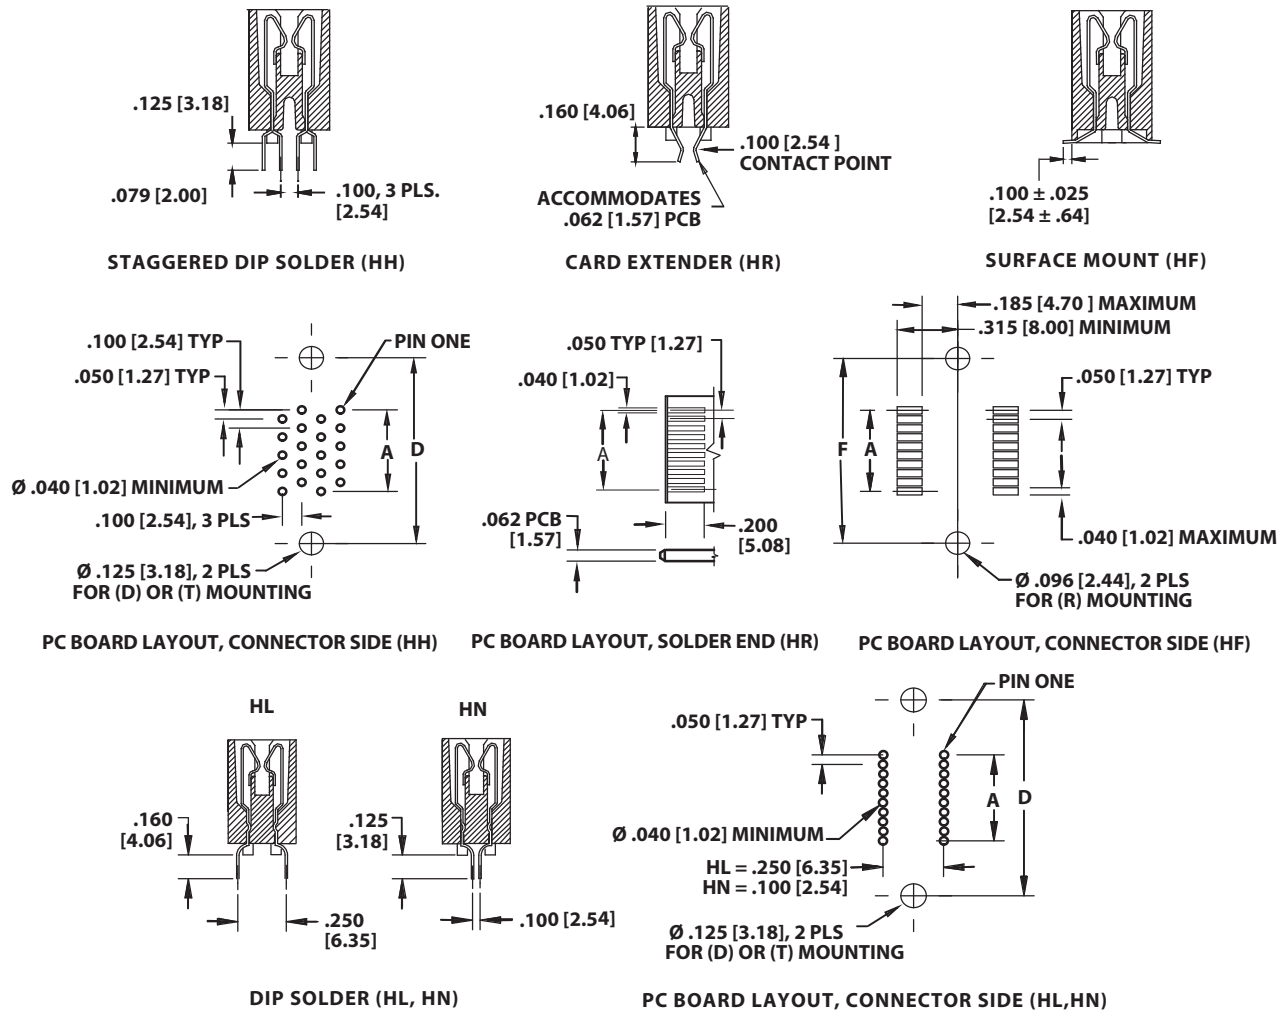 .125 [3.18]
.079 [2.00]
.100, 3 PLS.
[2.54]
STAGGERED DIP SOLDER (HH)
.160 [4.06]
.100 [2.54 ]
CONTACT POINT
ACCOMMODATES
.062 [1.57] PCB
CARD EXTENDER (HR)
.100 ± .025
[2.54 ± .64]
SURFACE MOUNT (HF)
.100 [2.54] TYP
PIN ONE
.050 [1.27] TYP
A
D
Ø .040 [1.02] MINIMUM
.100 [2.54], 3 PLS
Ø .125 [3.18], 2 PLS
FOR (D) OR (T) MOUNTING
PC BOARD LAYOUT, CONNECTOR SIDE (HH)
.050 TYP [1.27]
.040 [1.02]
A
.062 PCB
[1.57]
.200
[5.08]
PC BOARD LAYOUT, SOLDER END (HR)
.185 [4.70 ] MAXIMUM
.315 [8.00] MINIMUM
.050 [1.27] TYP
F
A
.040 [1.02] MAXIMUM
Ø .096 [2.44], 2 PLS
FOR (R) MOUNTING
PC BOARD LAYOUT, CONNECTOR SIDE (HF)
HL
HN
.160
[4.06]
.125
[3.18]
.250
[6.35]
.100 [2.54]
DIP SOLDER (HL, HN)
PIN ONE
.050 [1.27] TYP
A
D
Ø .040 [1.02] MINIMUM
HL = .250 [6.35]
HN = .100 [2.54]
Ø .125 [3.18], 2 PLS
FOR (D) OR (T) MOUNTING
PC BOARD LAYOUT, CONNECTOR SIDE (HL,HN)